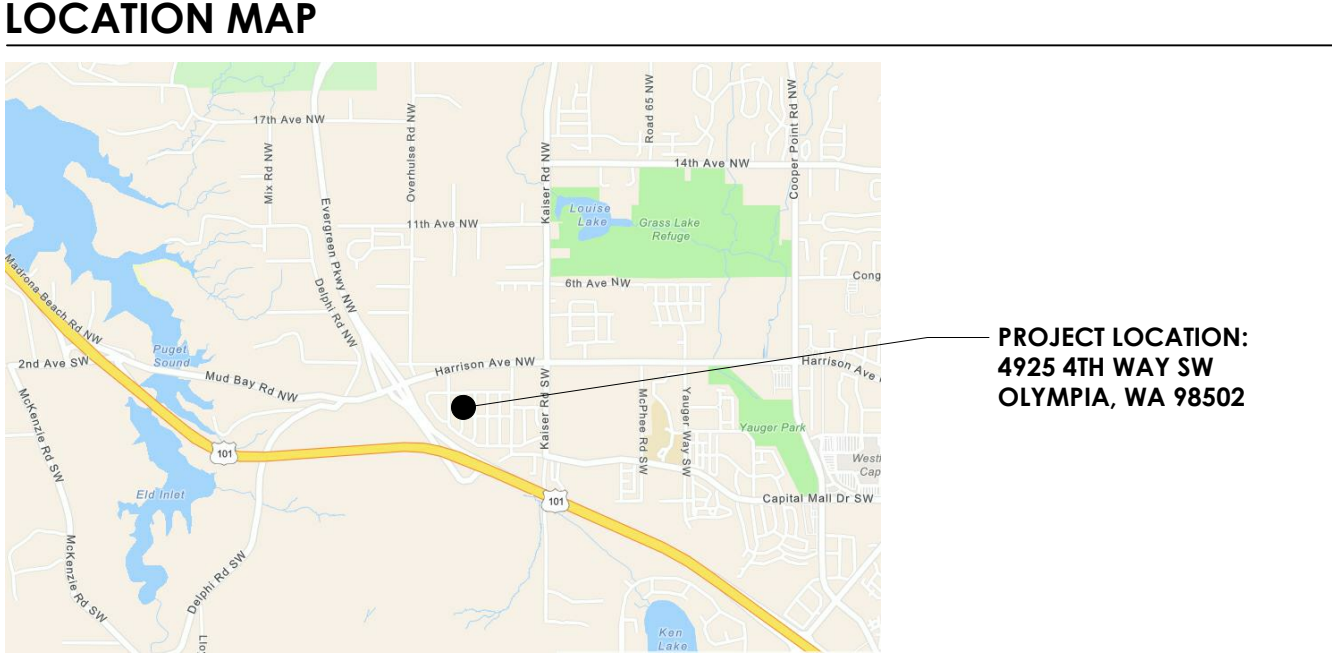 LOCATION MAP
17th Ave NW
Mix Rd NW
Overhulse Rd NW
Road 65 NW
Cooper Point Rd NW
14th Ave NW
Kaiser Rd NW
Evergreen Pkwy NW
11th Ave NW
Louise
Lake
Grass Lake
Refuge
Madrona Beach Rd NW
Delphi Rd NW
6th Ave NW
Cong
PROJECT LOCATION:
4925 4TH WAY SW
OLYMPIA, WA 98502
2nd Ave SW
Puget
Sound
Mud Bay Rd NW
Harrison Ave NW
Harrison Ave
McKenzie Rd SW
Kaiser Rd SW
McPhee Rd SW
Yauger Way SW
Yauger Park
101
Westf
Cap
Eld Inlet
101
Capital Mall Dr SW
McKenzie Rd SW
Delphi Rd SW
Ken
Lake